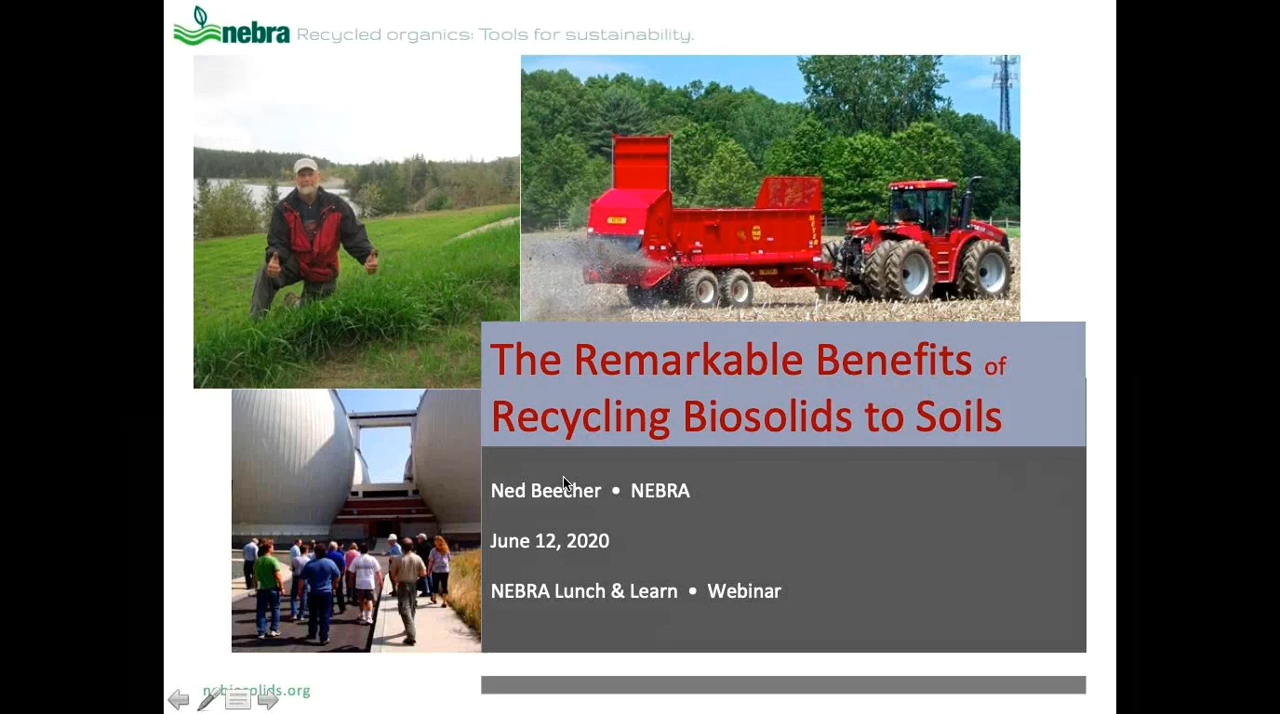 nebra Recycled organics: Tools for sustainability.
The Remarkable Benefits of
Recycling Biosolids to Soils
Ned Beecher • NEBRA
June 12, 2020
NEBRA Lunch & Learn • Webinar
nebiosolids.org